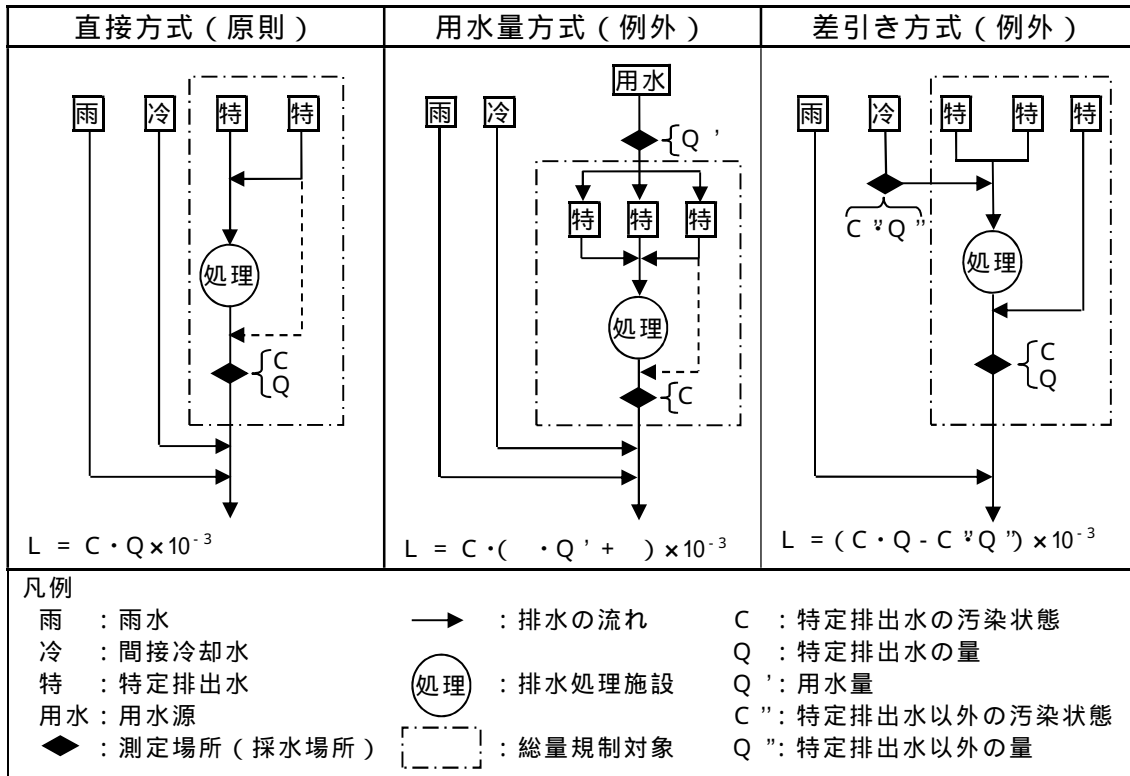 直接方式(原則)
雨 冷 特 特
処理
C
Q
L = C・Q×10-3
用水量方式(例外)
用水
雨 冷
Q '
特 特 特
処理
C
L = C・( ・Q ' + )×10-3
差引き方式(例外)
雨 冷 特 特 特
C "・Q "
処理
C
Q
L = ( C・Q - C "・Q ") ×10-3
凡例
雨 :雨水
冷 :間接冷却水
特 :特定排出水
用水:用水源
◆ :測定場所(採水場所)
→ :排水の流れ
処理 :排水処理施設
:総量規制対象
C :特定排出水の汚染状態
Q :特定排出水の量
Q ':用水量
C ":特定排出水以外の汚染状態
Q ":特定排出水以外の量